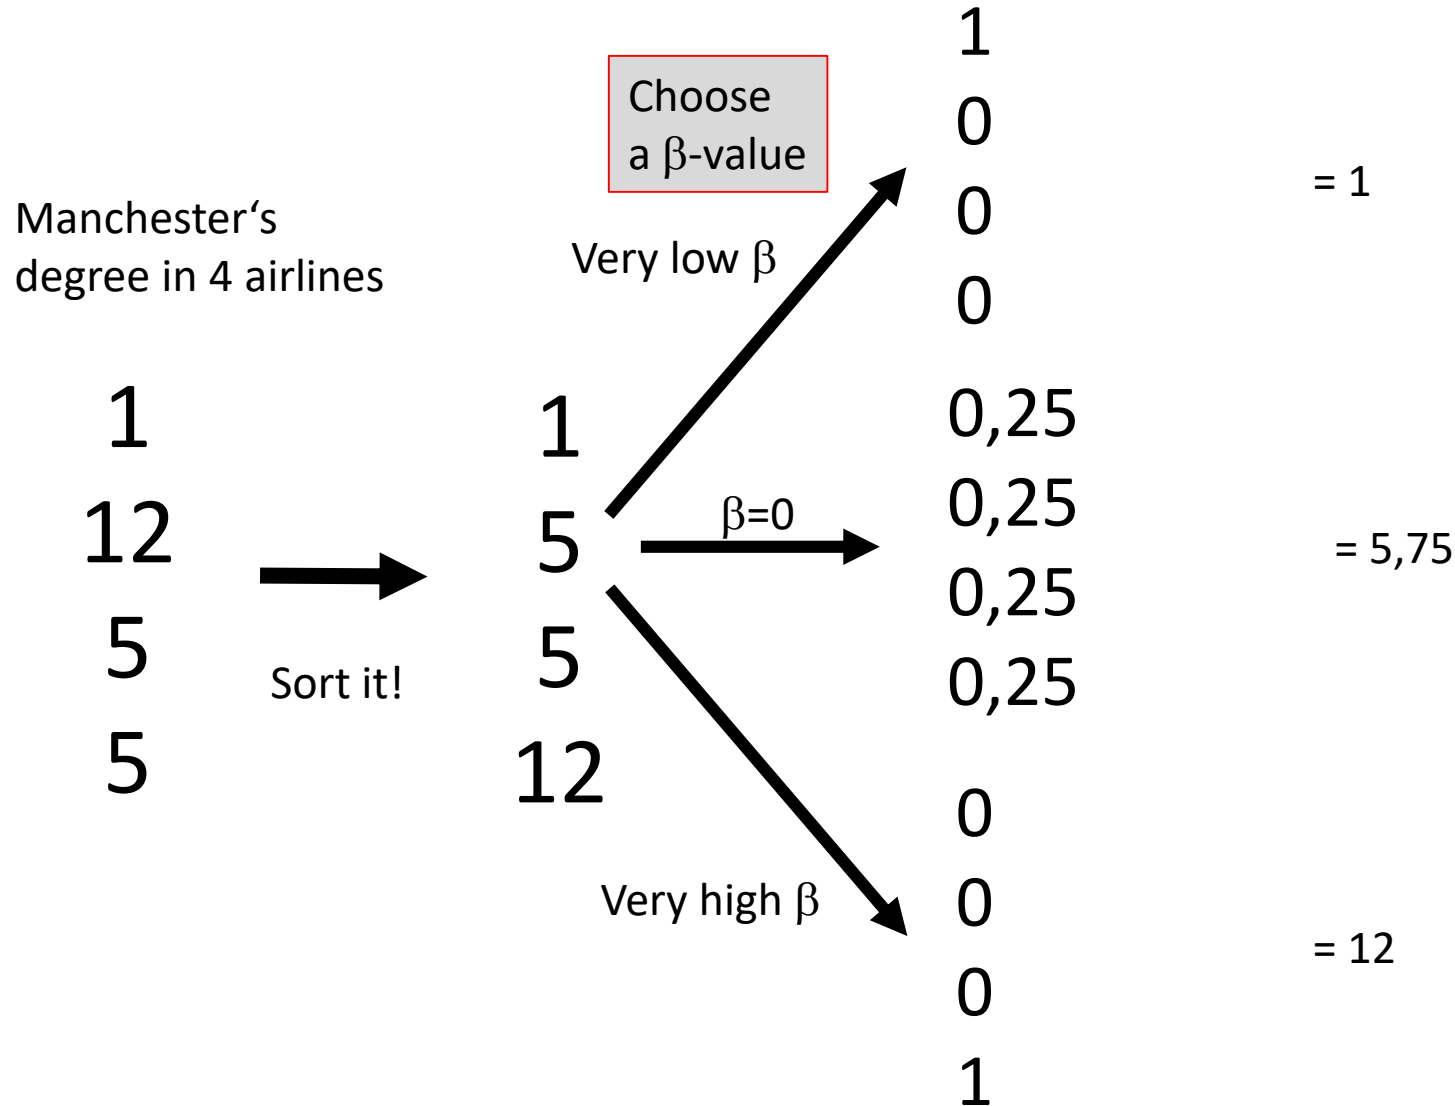 Manchester‘s
degree in 4 airlines
1
12
5
5
Sort it!
1
5
5
12
Choose
a β-value
Very low β
β=0
Very high β
1
0
0
0
= 1
0,25
0,25
0,25
0,25
= 5,75
0
0
0
1
= 12